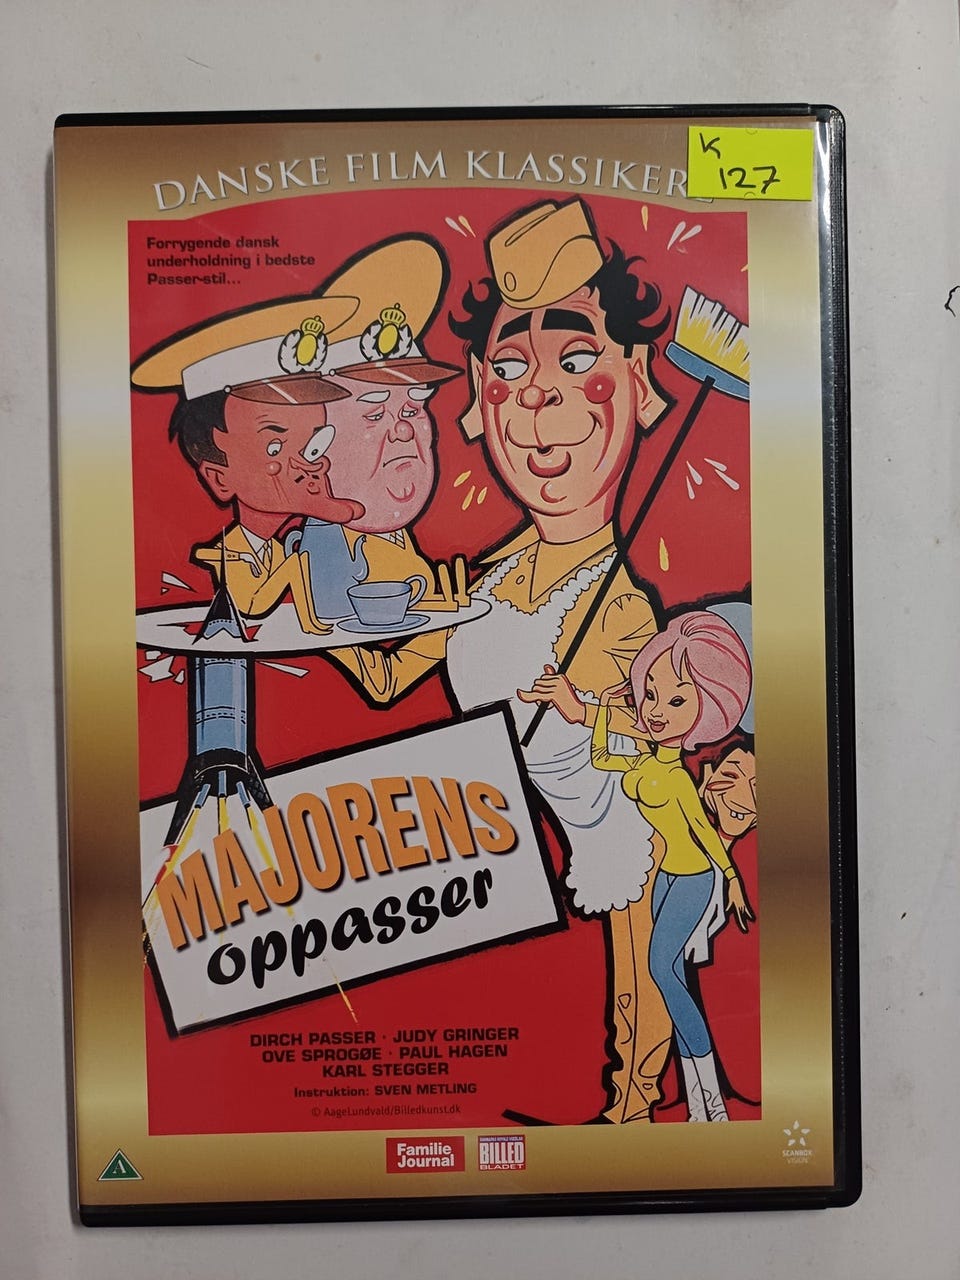 DANSKE FILM KLASSIKERE
K
127
Forrygende dansk
underholdning i bedste
Passer-stil...
MAJORENS
oppasser
DIRCH PASSER · JUDY GRINGER
OVE SPROGØE · PAUL HAGEN
KARL STEGGER
Instruktion: SVEN METLING
© AageLundvald/Billedkunst.dk
Familie
Journal
BILLED
BLADET
A
SCANBOX
VISION